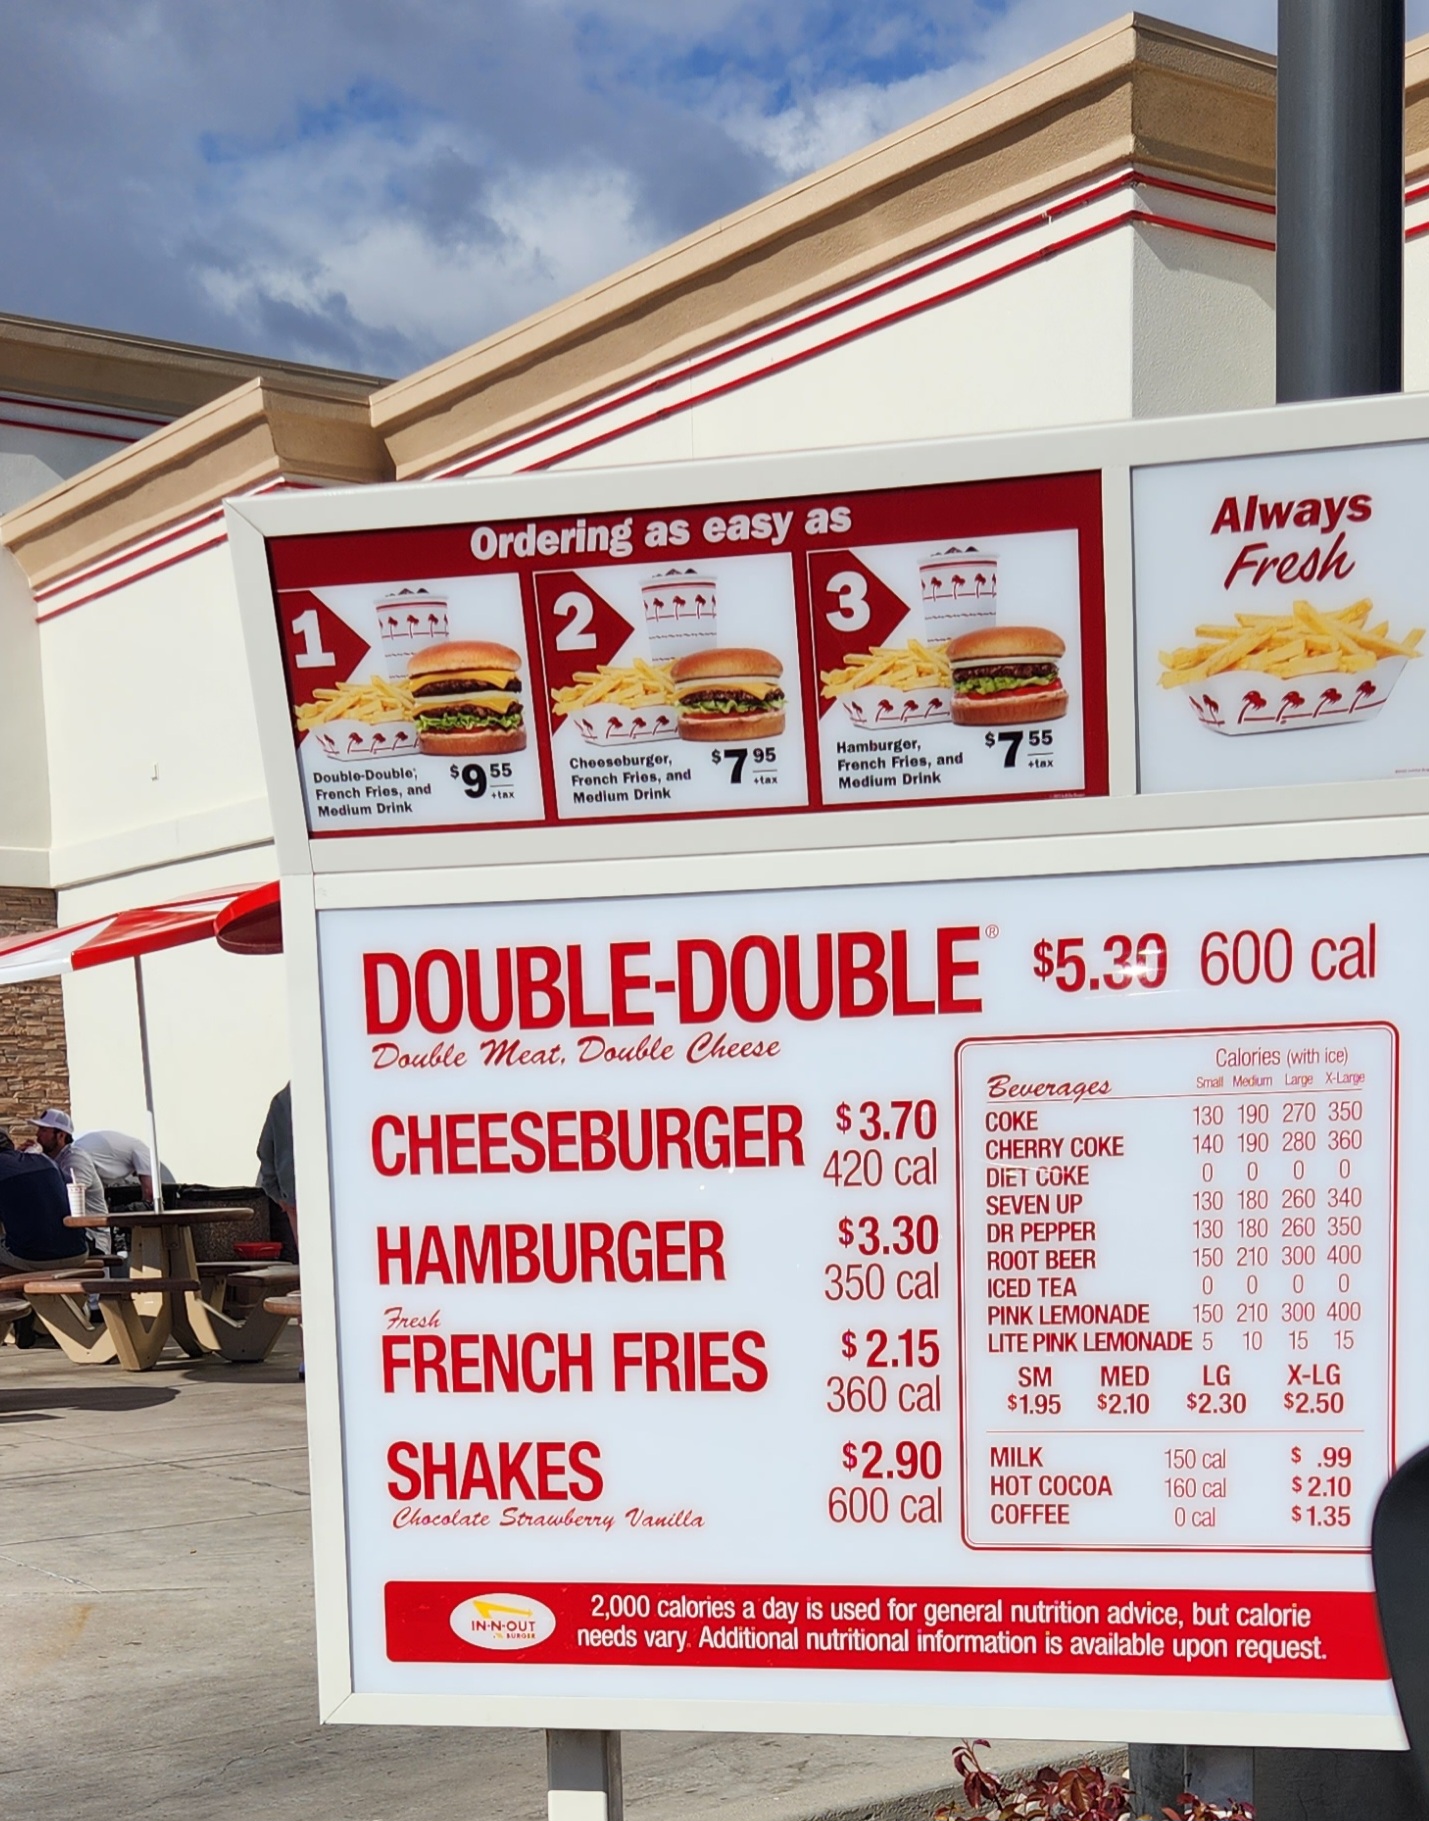 Ordering as easy as
1
Double-Double,
French Fries, and
Medium Drink
$9 55
+tax
2
Cheeseburger,
French Fries, and
Medium Drink
$7 95
+tax
3
Hamburger,
French Fries, and
Medium Drink
$7 55
+tax
Always
Fresh
DOUBLE-DOUBLE® $5.30 600 cal
Double Meat, Double Cheese
CHEESEBURGER $3.70
420 cal
HAMBURGER $3.30
350 cal
Fresh
FRENCH FRIES $2.15
360 cal
SHAKES $2.90
Chocolate Strawberry Vanilla 600 cal
Calories (with ice)
Beverages Small Medium Large X-Large
COKE 130 190 270 350
CHERRY COKE 140 190 280 360
DIET COKE 0 0 0 0
SEVEN UP 130 180 260 340
DR PEPPER 130 180 260 350
ROOT BEER 150 210 300 400
ICED TEA 0 0 0 0
PINK LEMONADE 150 210 300 400
LITE PINK LEMONADE 5 10 15 15
SM MED LG X-LG
$1.95 $2.10 $2.30 $2.50
MILK 150 cal $ .99
HOT COCOA 160 cal $2.10
COFFEE 0 cal $1.35
IN-N-OUT
BURGER
2,000 calories a day is used for general nutrition advice, but calorie
needs vary. Additional nutritional information is available upon request.